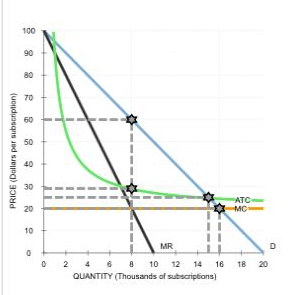 PRICE (Dollars per subscription)
100
90
80
70
60
50
40
30
20
10
0
ATC
MC
MR
D
0 2 4 6 8 10 12 14 16 18 20
QUANTITY (Thousands of subscriptions)